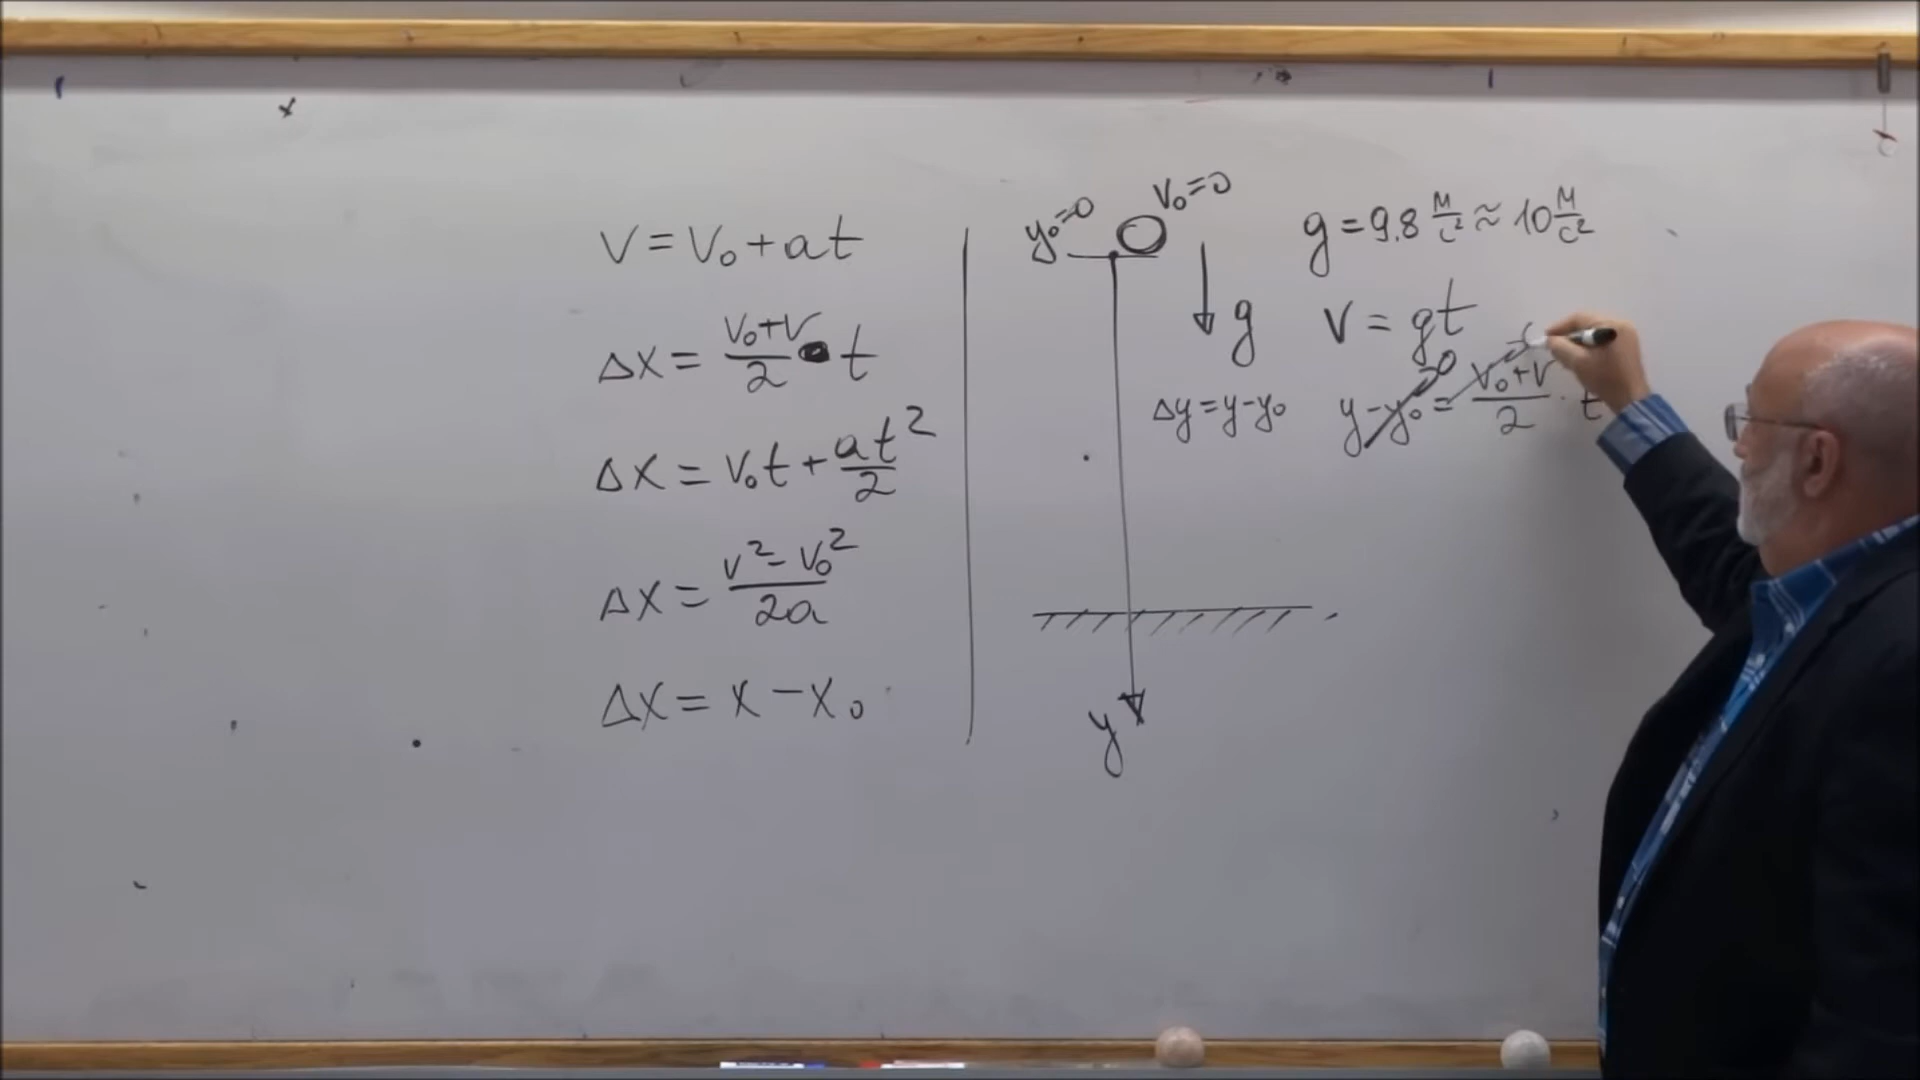 V = V₀ + at
Δx = (V₀+V)/2 · t
Δx = V₀t + at²/2
Δx = (V² − V₀²)/2a
Δx = x − x₀
y₀=0
V₀=0
g
y
g = 9.8 м/с² ≈ 10 м/с²
V = gt
Δy = y−y₀
y−y₀ = (V₀+V)/2 · t
0